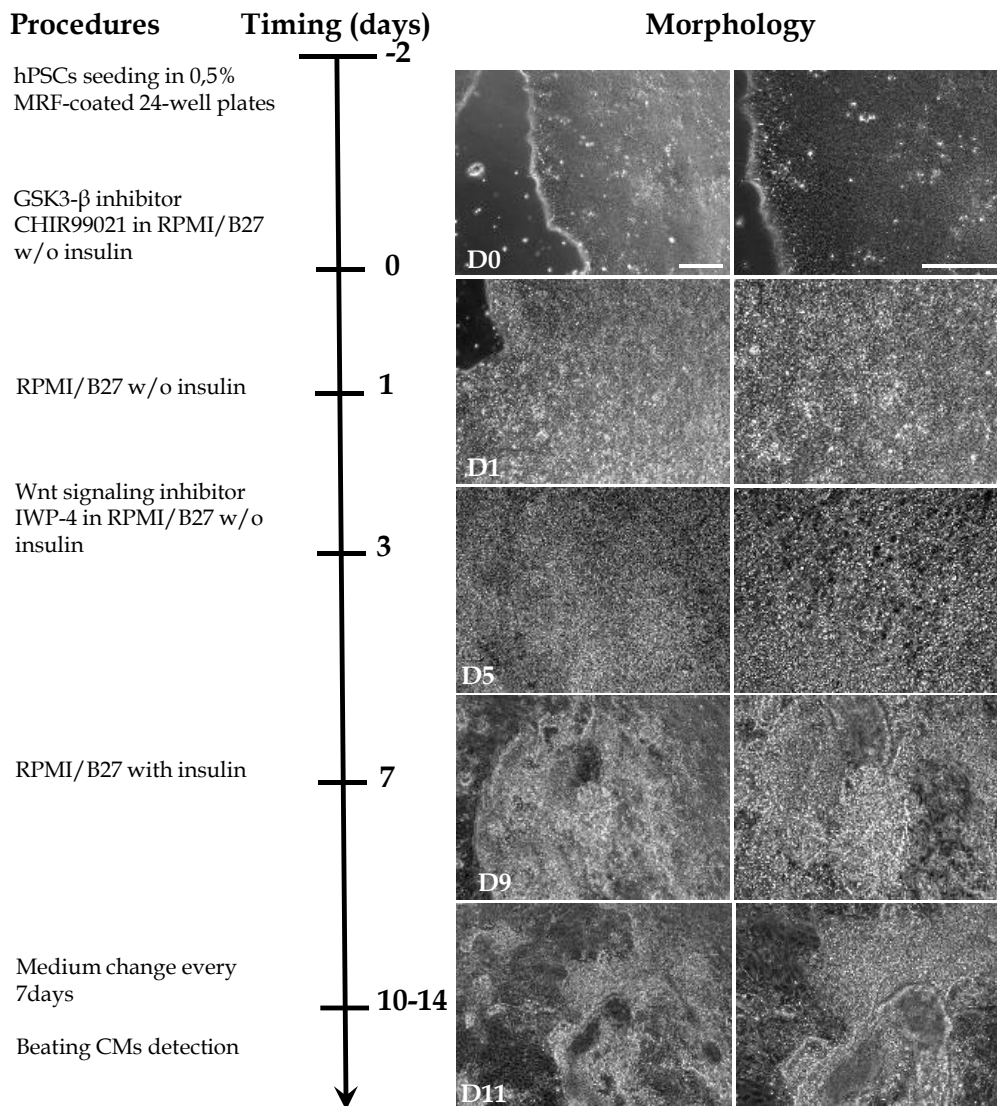 Procedures
Timing (days)
Morphology
-2
hPSCs seeding in 0,5%
MRF-coated 24-well plates
GSK3-β inhibitor
CHIR99021 in RPMI/B27
w/o insulin
0
D0
RPMI/B27 w/o insulin
1
D1
Wnt signaling inhibitor
IWP-4 in RPMI/B27 w/o
insulin
3
D5
RPMI/B27 with insulin
7
D9
Medium change every
7days
10-14
Beating CMs detection
D11